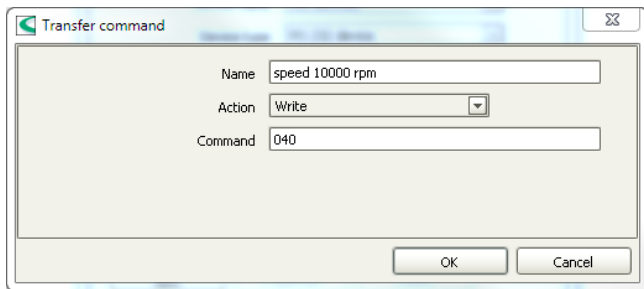 Transfer command
Name speed 10000 rpm
Action Write
Command 040
OK Cancel